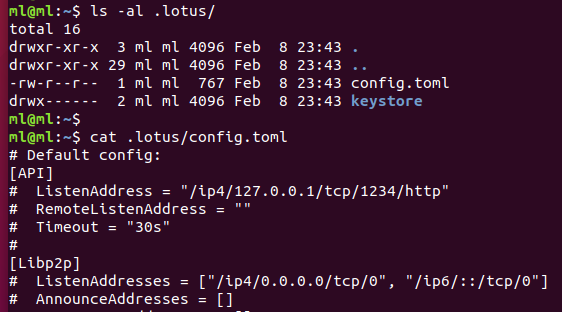 ml@ml:~$ ls -al .lotus/
total 16
drwxr-xr-x  3 ml ml 4096 Feb  8 23:43 .
drwxr-xr-x 29 ml ml 4096 Feb  8 23:43 ..
-rw-r--r--  1 ml ml  767 Feb  8 23:43 config.toml
drwx------  2 ml ml 4096 Feb  8 23:43 keystore
ml@ml:~$
ml@ml:~$ cat .lotus/config.toml
# Default config:
[API]
#  ListenAddress = "/ip4/127.0.0.1/tcp/1234/http"
#  RemoteListenAddress = ""
#  Timeout = "30s"
#
[Libp2p]
#  ListenAddresses = ["/ip4/0.0.0.0/tcp/0", "/ip6/::/tcp/0"]
#  AnnounceAddresses = []